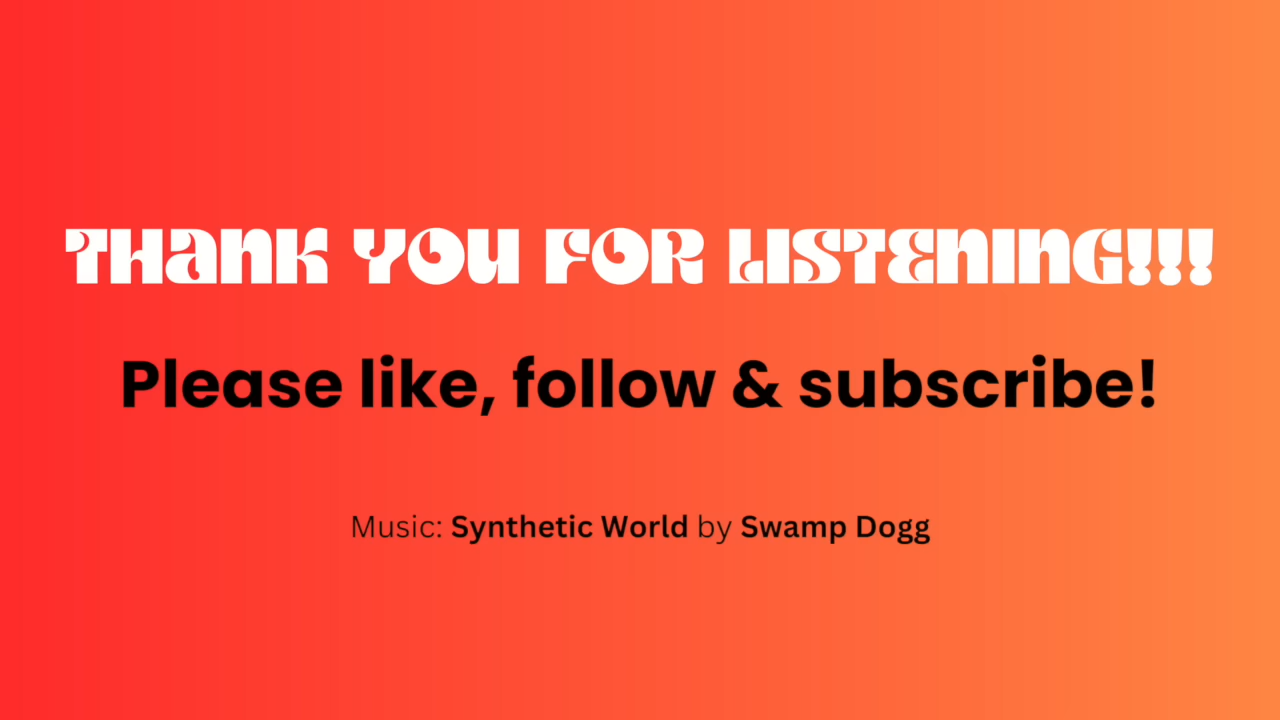 THANK YOU FOR LISTENING!!!
Please like, follow & subscribe!
Music: Synthetic World by Swamp Dogg